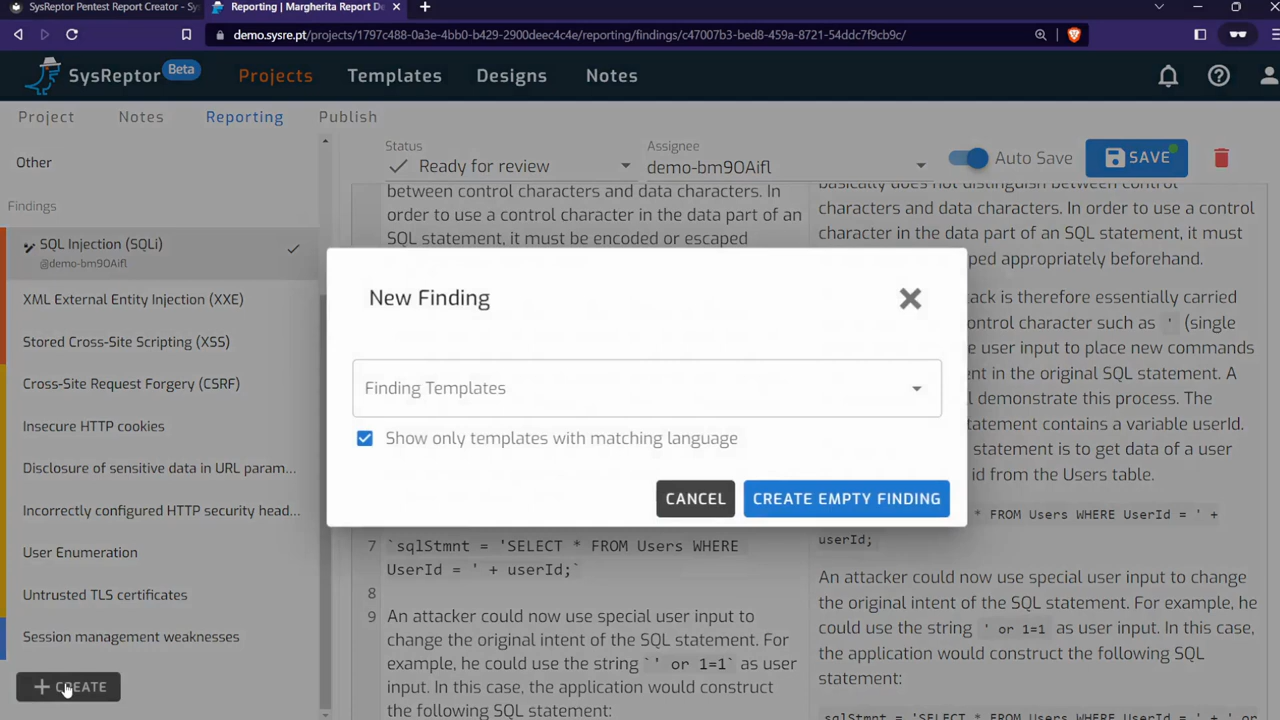 SysReptor Pentest Report Creator - Sys
Reporting | Margherita Report D
demo.sysre.pt/projects/1797c488-0a3e-4bb0-b429-2900deec4c4e/reporting/findings/c47007b3-bed8-459a-8721-54ddc7f9cb9c/
SysReptor Beta
Projects
Templates
Designs
Notes
Project
Notes
Reporting
Publish
Other
Findings
SQL Injection (SQLi)
@demo-bm90Aifl
XML External Entity Injection (XXE)
Stored Cross-Site Scripting (XSS)
Cross-Site Request Forgery (CSRF)
Insecure HTTP cookies
Disclosure of sensitive data in URL param...
Incorrectly configured HTTP security head...
User Enumeration
Untrusted TLS certificates
Session management weaknesses
+ CREATE
Status
Ready for review
Assignee
demo-bm90Aifl
Auto Save
SAVE
between control characters and data characters. In
order to use a control character in the data part of an
SQL statement, it must be encoded or escaped
New Finding
Finding Templates
Show only templates with matching language
CANCEL
CREATE EMPTY FINDING
7 `sqlStmnt = 'SELECT * FROM Users WHERE
UserId = ' + userId;`
8
9 An attacker could now use special user input to
change the original intent of the SQL statement. For
example, he could use the string `' or 1=1` as user
input. In this case, the application would construct
the following SQL statement:
basically does not distinguish between control
characters and data characters. In order to use a control
character in the data part of an SQL statement, it must
ped appropriately beforehand.
ack is therefore essentially carried
ontrol character such as ' (single
e user input to place new commands
ent in the original SQL statement. A
l demonstrate this process. The
tatement contains a variable userId.
statement is to get data of a user
id from the Users table.
* FROM Users WHERE UserId = ' +
userId;
An attacker could now use special user input to change
the original intent of the SQL statement. For example, he
could use the string ' or 1=1 as user input. In this case,
the application would construct the following SQL
statement: